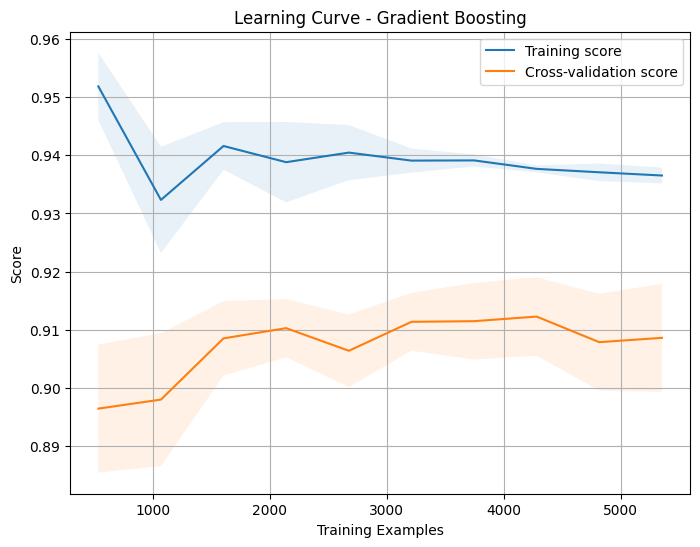 Learning Curve - Gradient Boosting
0.96
0.95
0.94
0.93
0.92
0.91
0.90
0.89
Score
Training score
Cross-validation score
1000 2000 3000 4000 5000
Training Examples